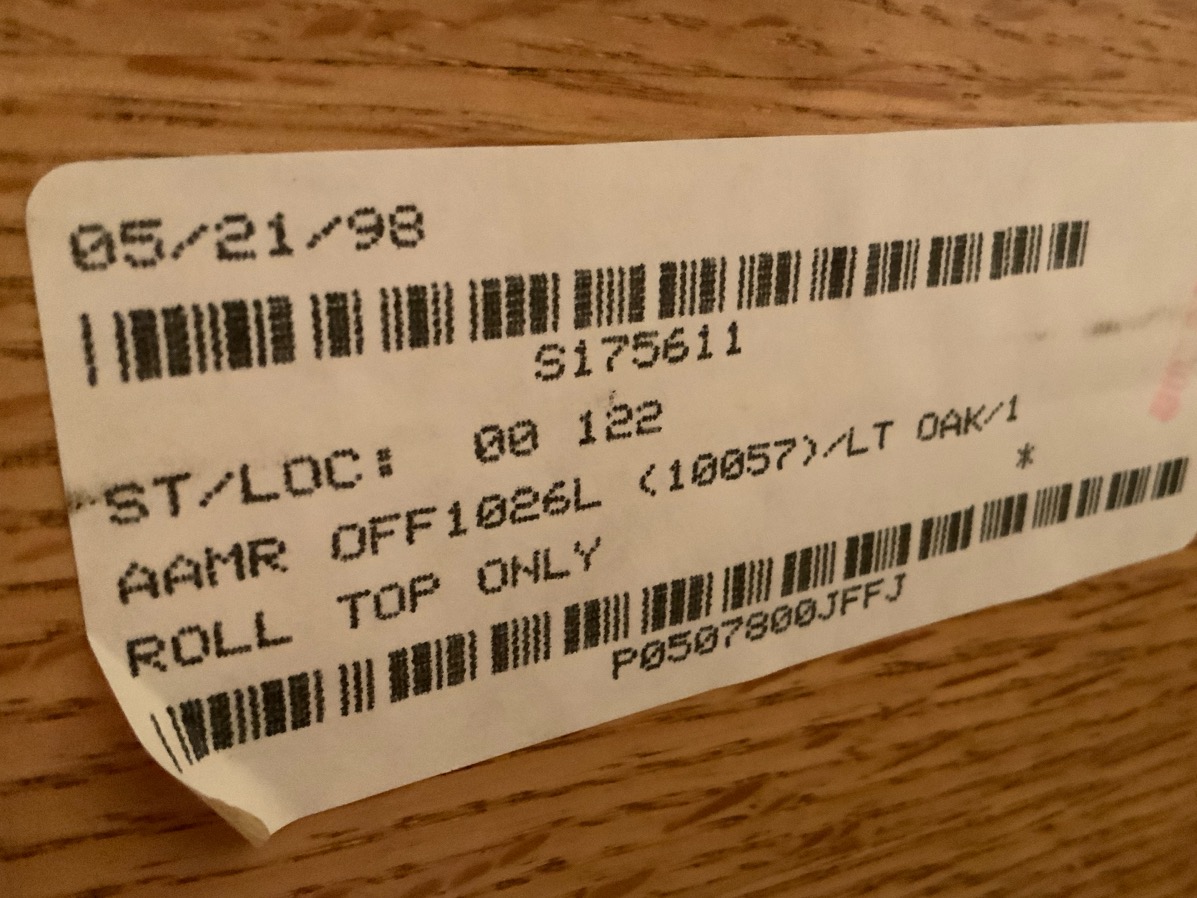 05/21/98
S175611
ST/LOC: 00 122
AAMR OFF1026L (10057)/LT OAK/1
ROLL TOP ONLY *
P0507800JFFJ